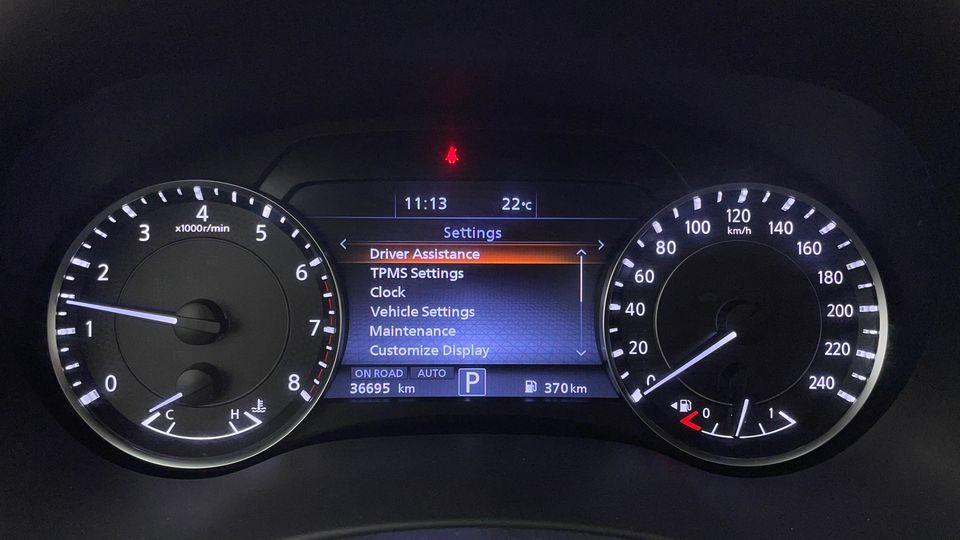 11:13 22°C
Settings
Driver Assistance
TPMS Settings
Clock
Vehicle Settings
Maintenance
Customize Display
ON ROAD AUTO
36695 km P 370km
0 1 2 3 4 5 6 7 8
x1000r/min
C H
0 20 40 60 80 100 120 140 160 180 200 220 240
km/h
0 1